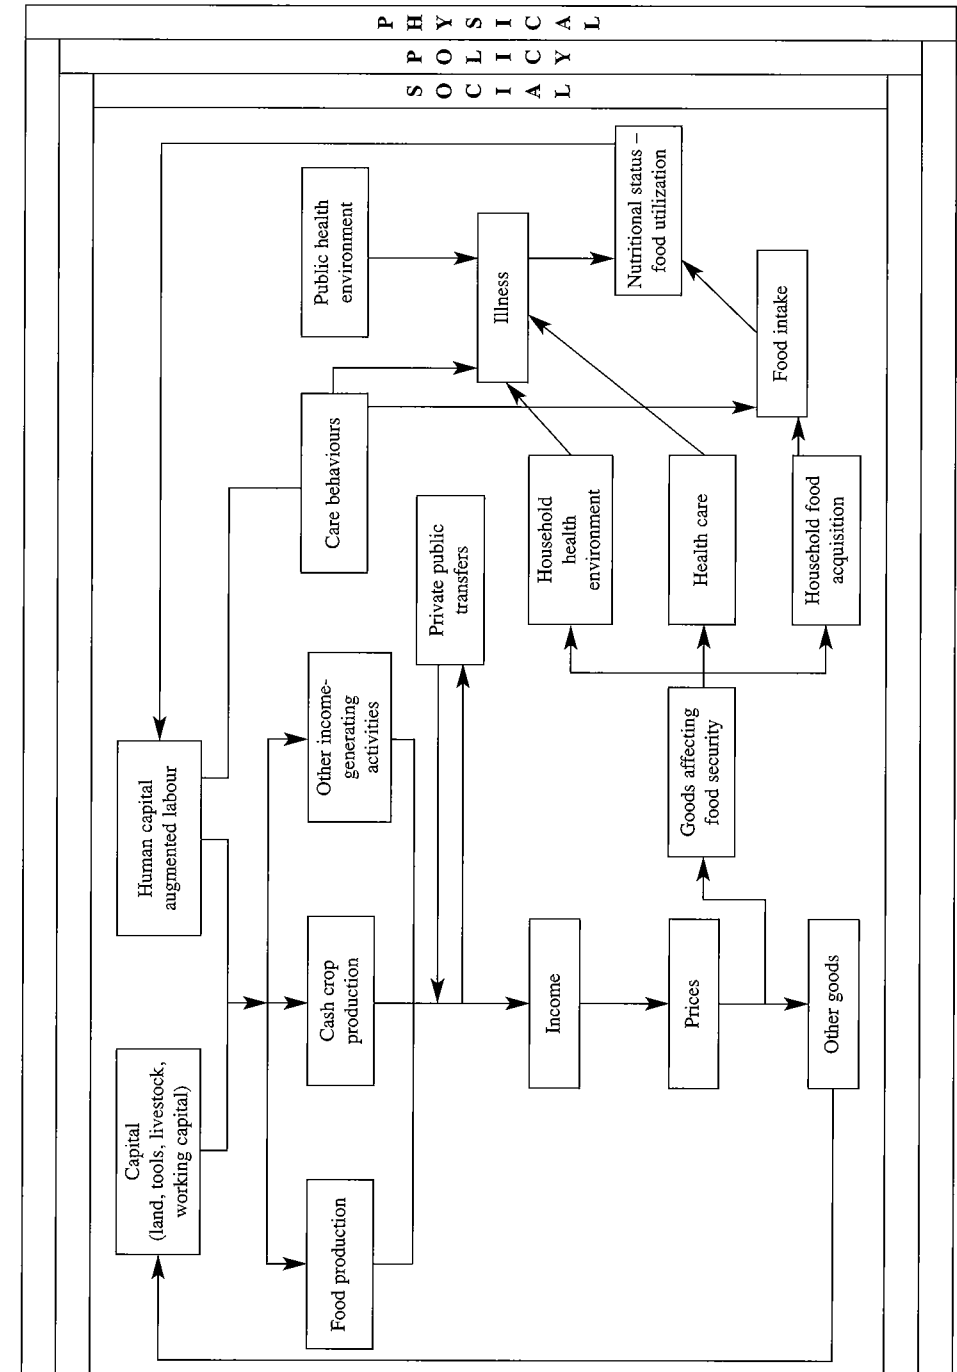 Capital
(land, tools, livestock,
working capital)
Human capital
augmented labour
Food production
Cash crop
production
Other income-
generating
activities
Care behaviours
Public health
environment
Private public
transfers
Income
Household
health
environment
Illness
Prices
Goods affecting
food security
Health care
Nutritional status –
food utilization
Other goods
Household food
acquisition
Food intake
SOCIAL
POLICY
PHYSICAL